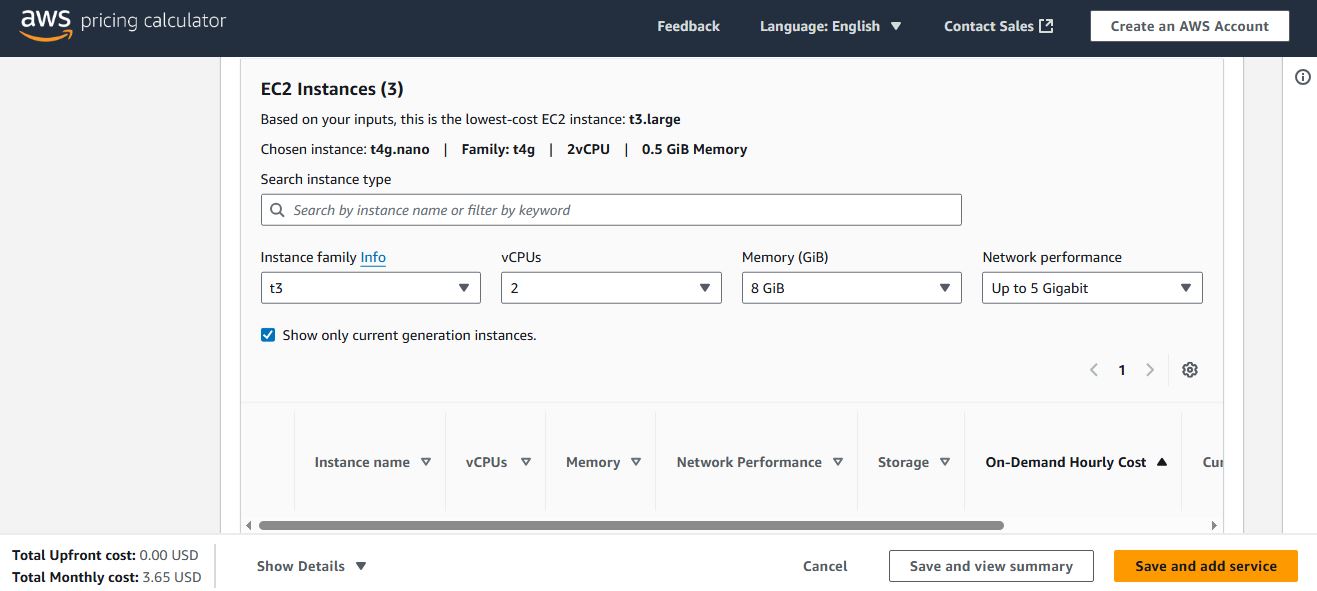 aws pricing calculator
Feedback
Language: English
Contact Sales
Create an AWS Account
EC2 Instances (3)
Based on your inputs, this is the lowest-cost EC2 instance: t3.large
Chosen instance: t4g.nano | Family: t4g | 2vCPU | 0.5 GiB Memory
Search instance type
Search by instance name or filter by keyword
Instance family Info
vCPUs
Memory (GiB)
Network performance
t3
2
8 GiB
Up to 5 Gigabit
Show only current generation instances.
1
Instance name
vCPUs
Memory
Network Performance
Storage
On-Demand Hourly Cost
Total Upfront cost: 0.00 USD
Total Monthly cost: 3.65 USD
Show Details
Cancel
Save and view summary
Save and add service